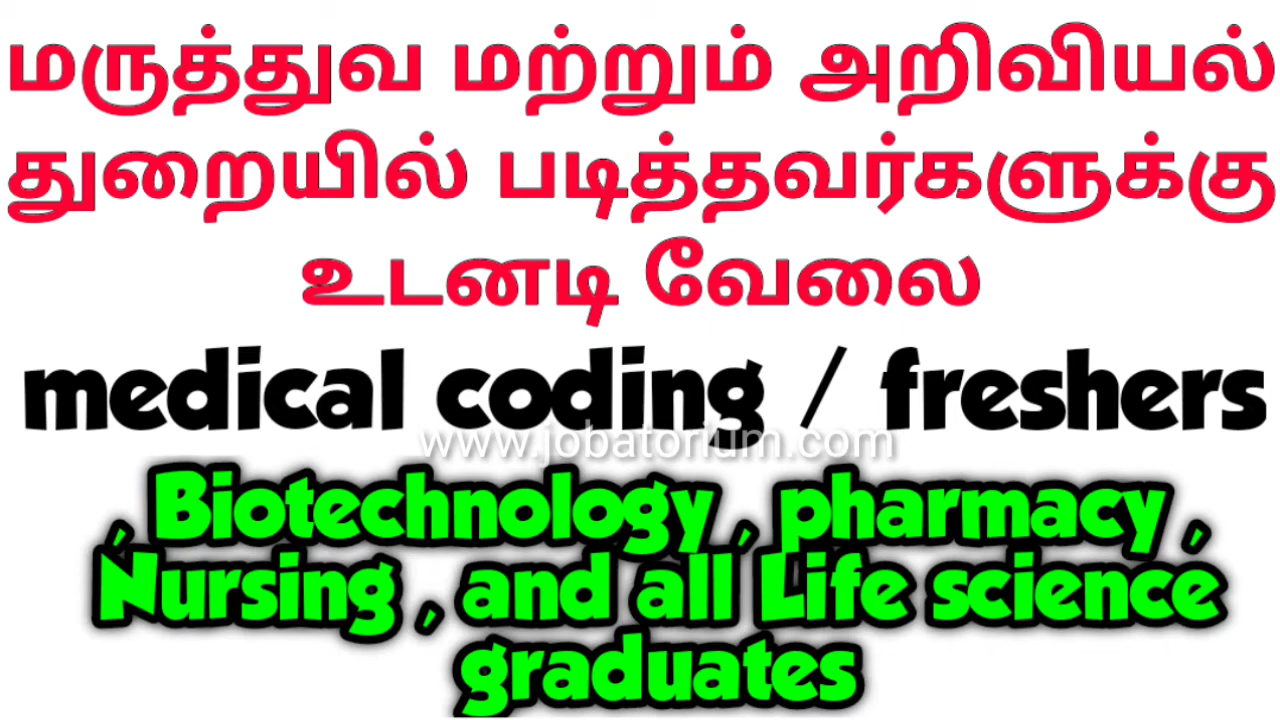 மருத்துவ மற்றும் அறிவியல்
துறையில் படித்தவர்களுக்கு
உடனடி வேலை
medical coding / freshers
www.jobatorium.com
, Biotechnology , pharmacy ,
Nursing , and all Life science
graduates